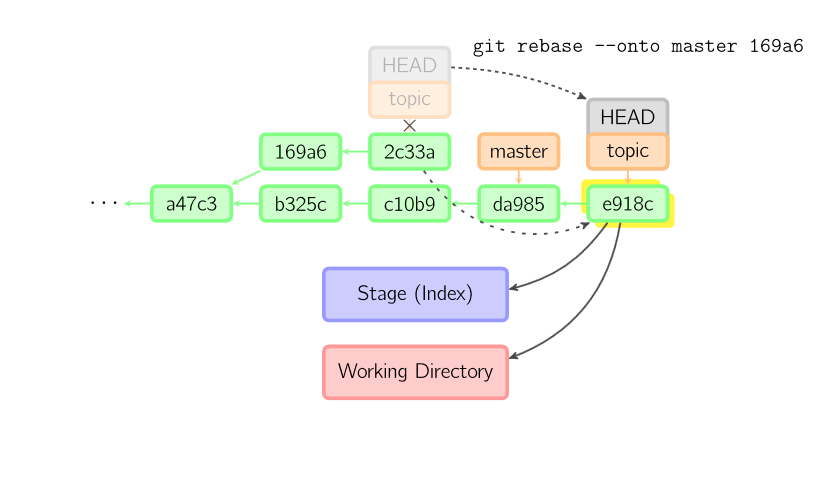 git rebase --onto master 169a6
HEAD
topic
HEAD
topic
169a6
2c33a
master
... a47c3
b325c
c10b9
da985
e918c
Stage (Index)
Working Directory